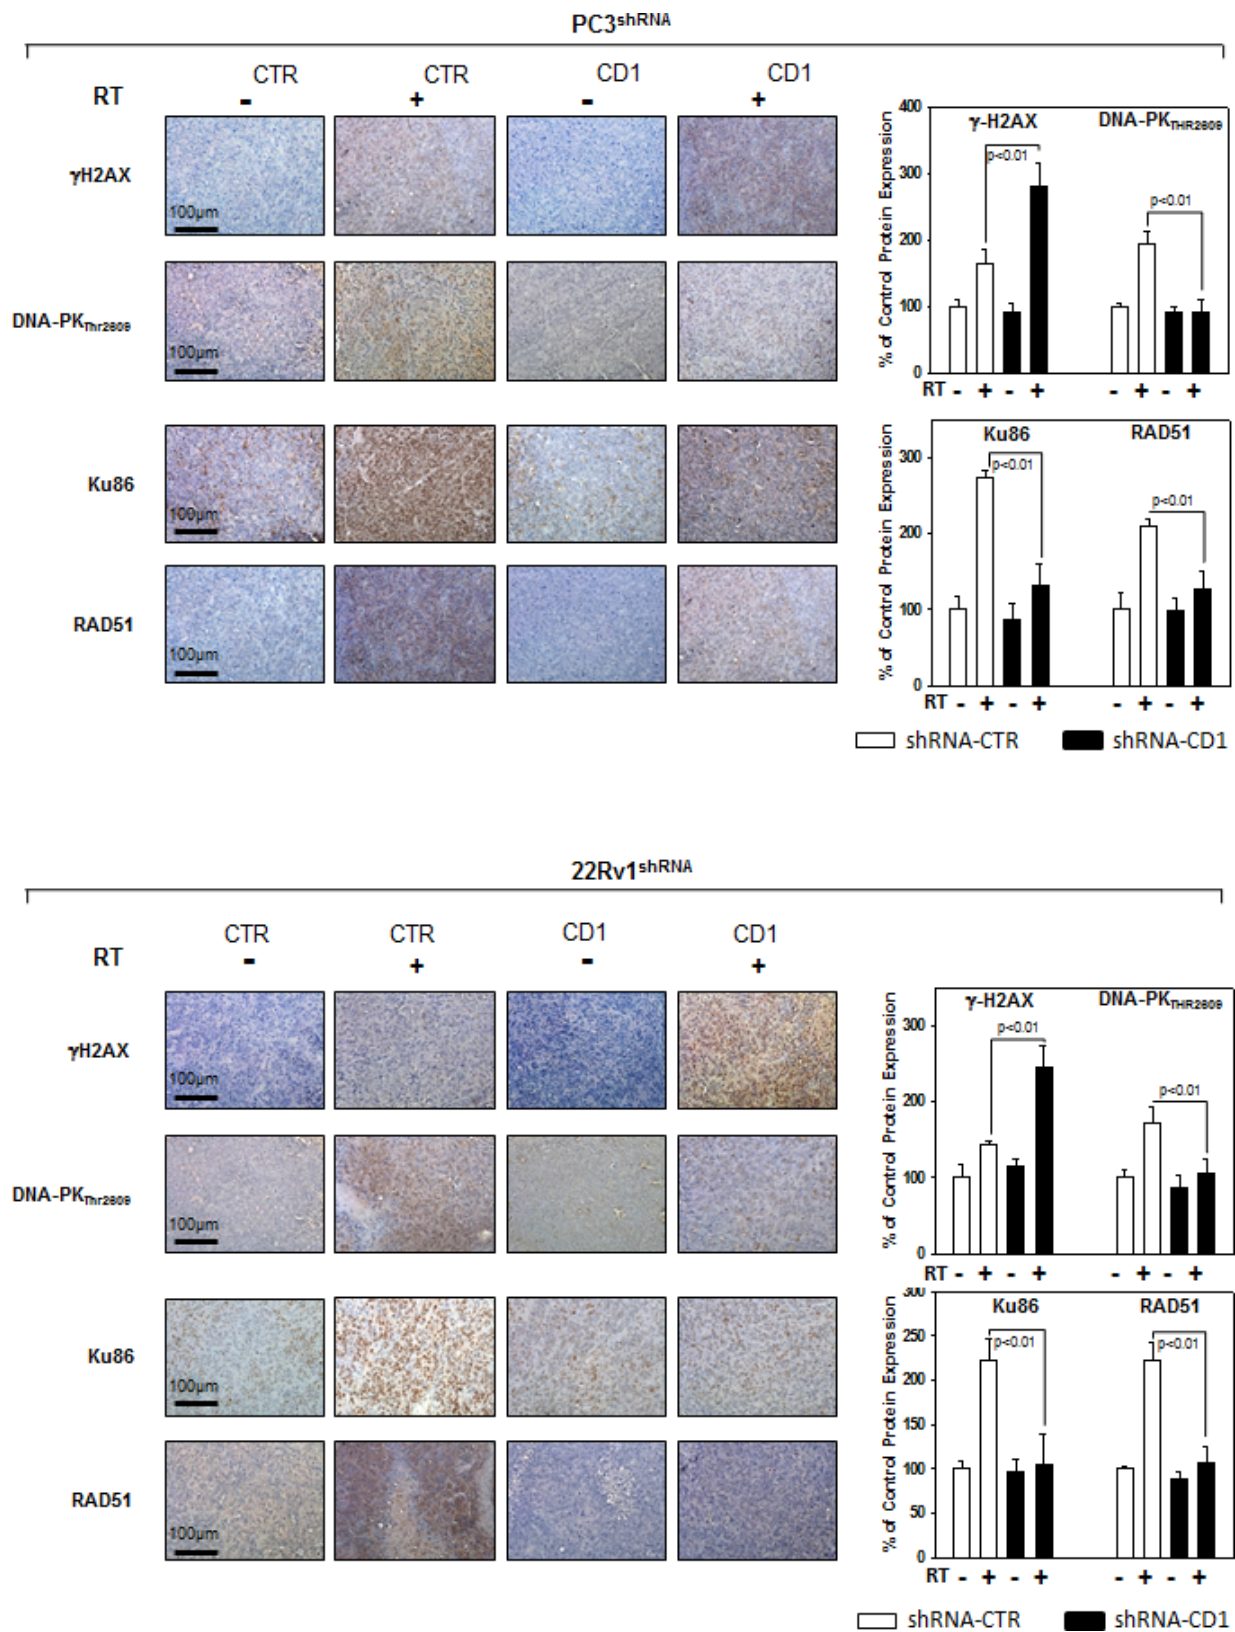 PC3shRNA
CTR CTR CD1 CD1
RT - + - +
γH2AX
100µm
DNA-PKThr2609
100µm
Ku86
100µm
RAD51
100µm
% of Control Protein Expression
400
300
200
100
0
γ-H2AX DNA-PKTHR2609
p<0.01
p<0.01
RT - + - + - + - +
% of Control Protein Expression
300
200
100
0
Ku86 RAD51
p<0.01
p<0.01
RT - + - + - + - +
shRNA-CTR shRNA-CD1
22Rv1shRNA
CTR CTR CD1 CD1
RT - + - +
γH2AX
100µm
DNA-PKThr2609
100µm
Ku86
100µm
RAD51
100µm
% of Control Protein Expression
300
200
100
0
γ-H2AX DNA-PKTHR2609
p<0.01
p<0.01
RT - + - + - + - +
% of Control Protein Expression
300
250
200
150
100
50
0
Ku86 RAD51
p<0.01
p<0.01
RT - + - + - + - +
shRNA-CTR shRNA-CD1